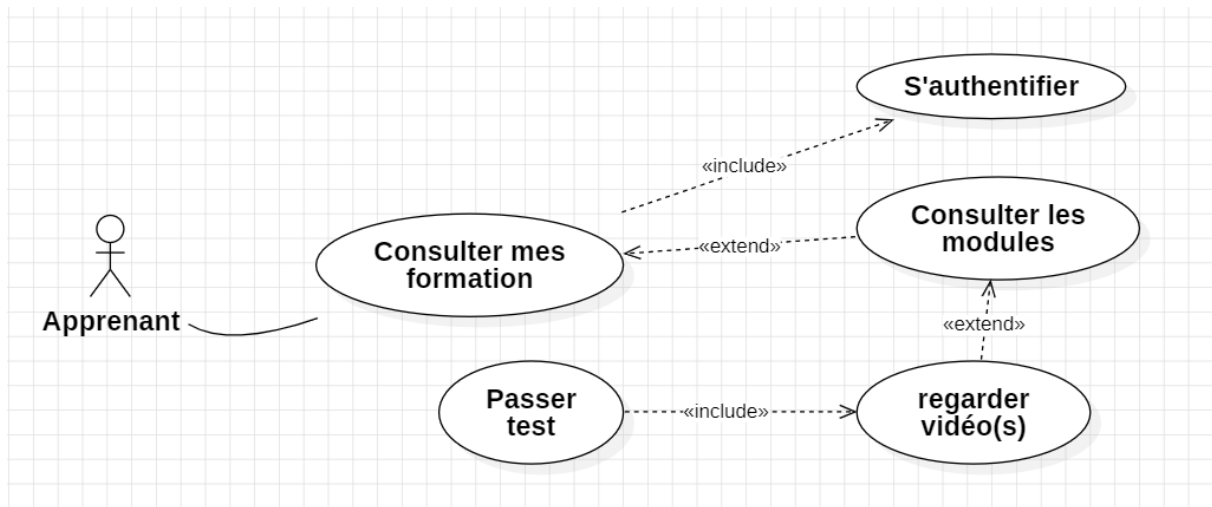 S'authentifier
«include»
Consulter les
modules
Consulter mes
formation
«extend»
Apprenant
«extend»
Passer
test
«include»
regarder
vidéo(s)